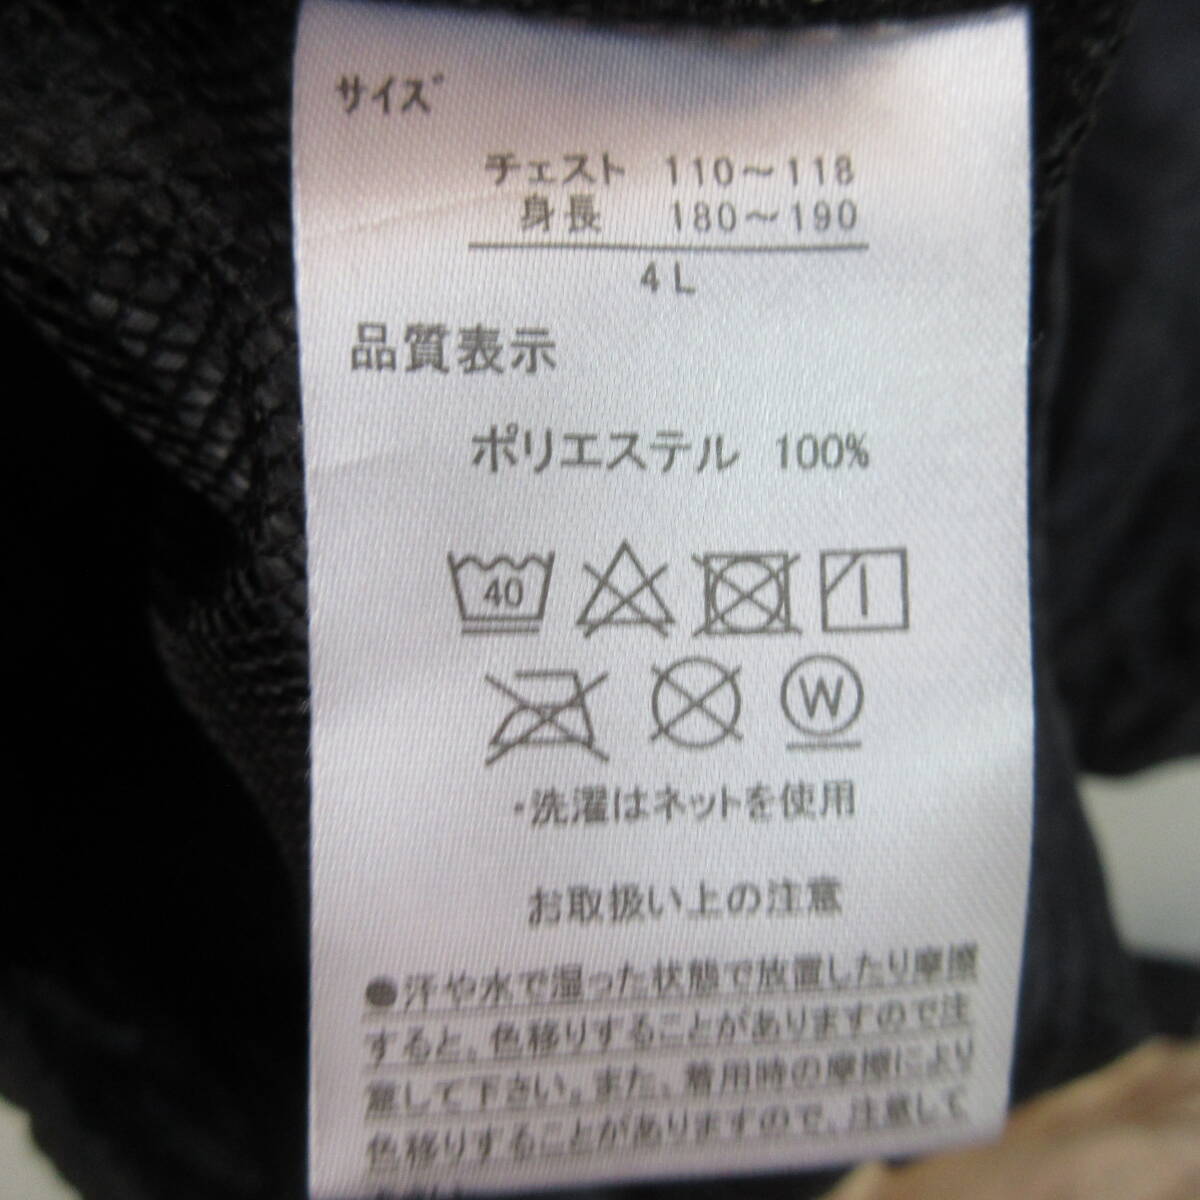 サイズ
チェスト 110～118
身長 180～190
4L
品質表示
ポリエステル 100%
40
W
・洗濯はネットを使用
お取扱い上の注意
●汗や水で湿った状態で放置したり摩擦
すると、色移りすることがありますので注
意して下さい。また、着用時の摩擦により
色移りすることがありますので、注意して